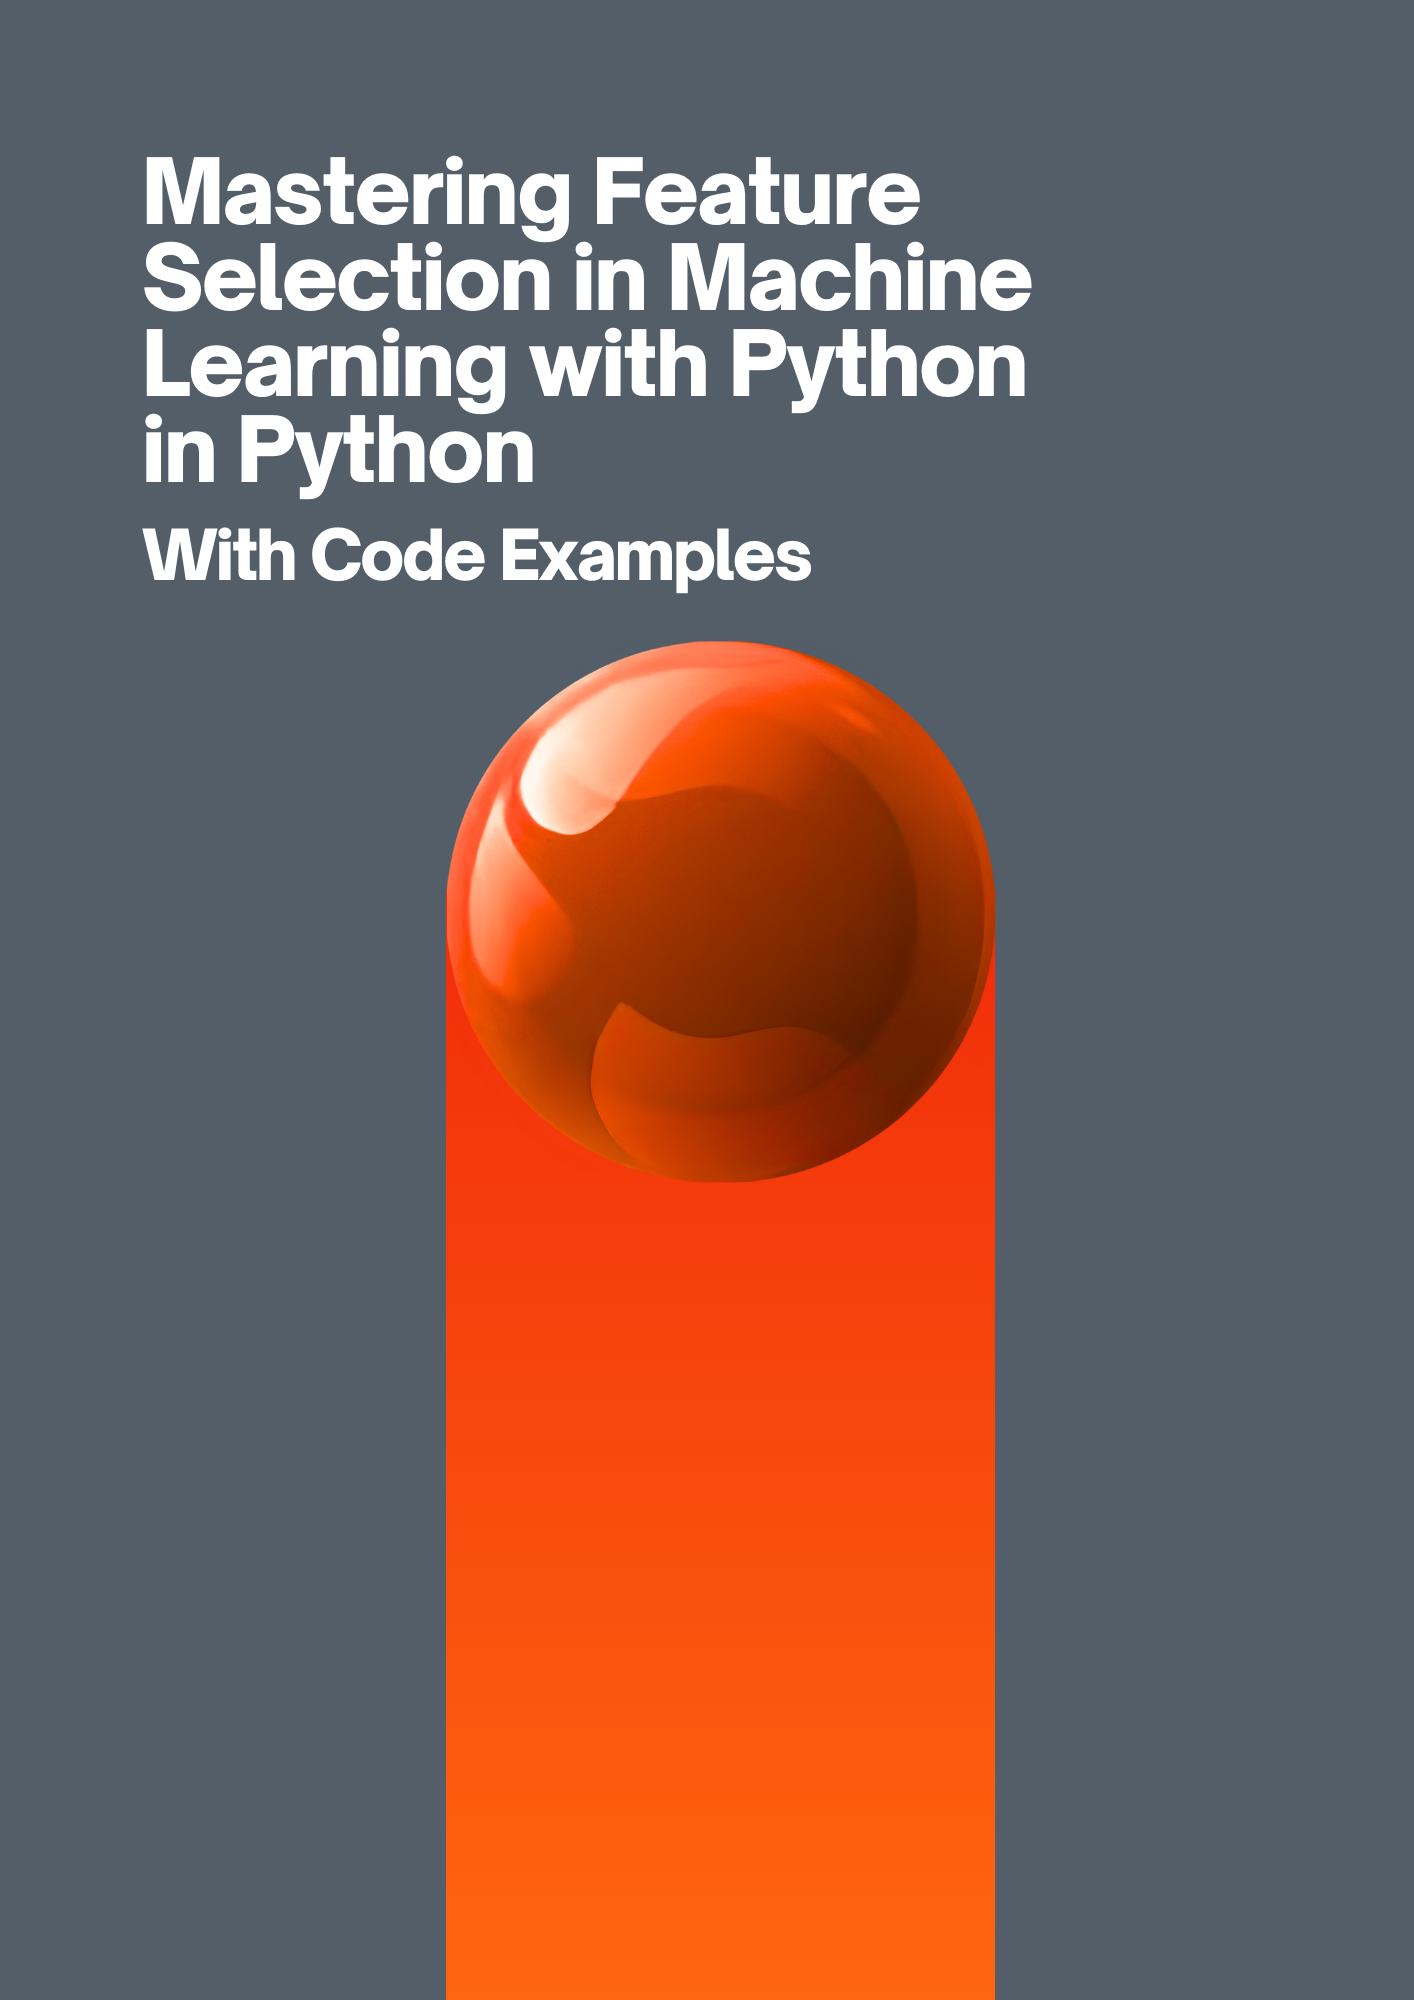 Mastering Feature
Selection in Machine
Learning with Python
in Python
With Code Examples